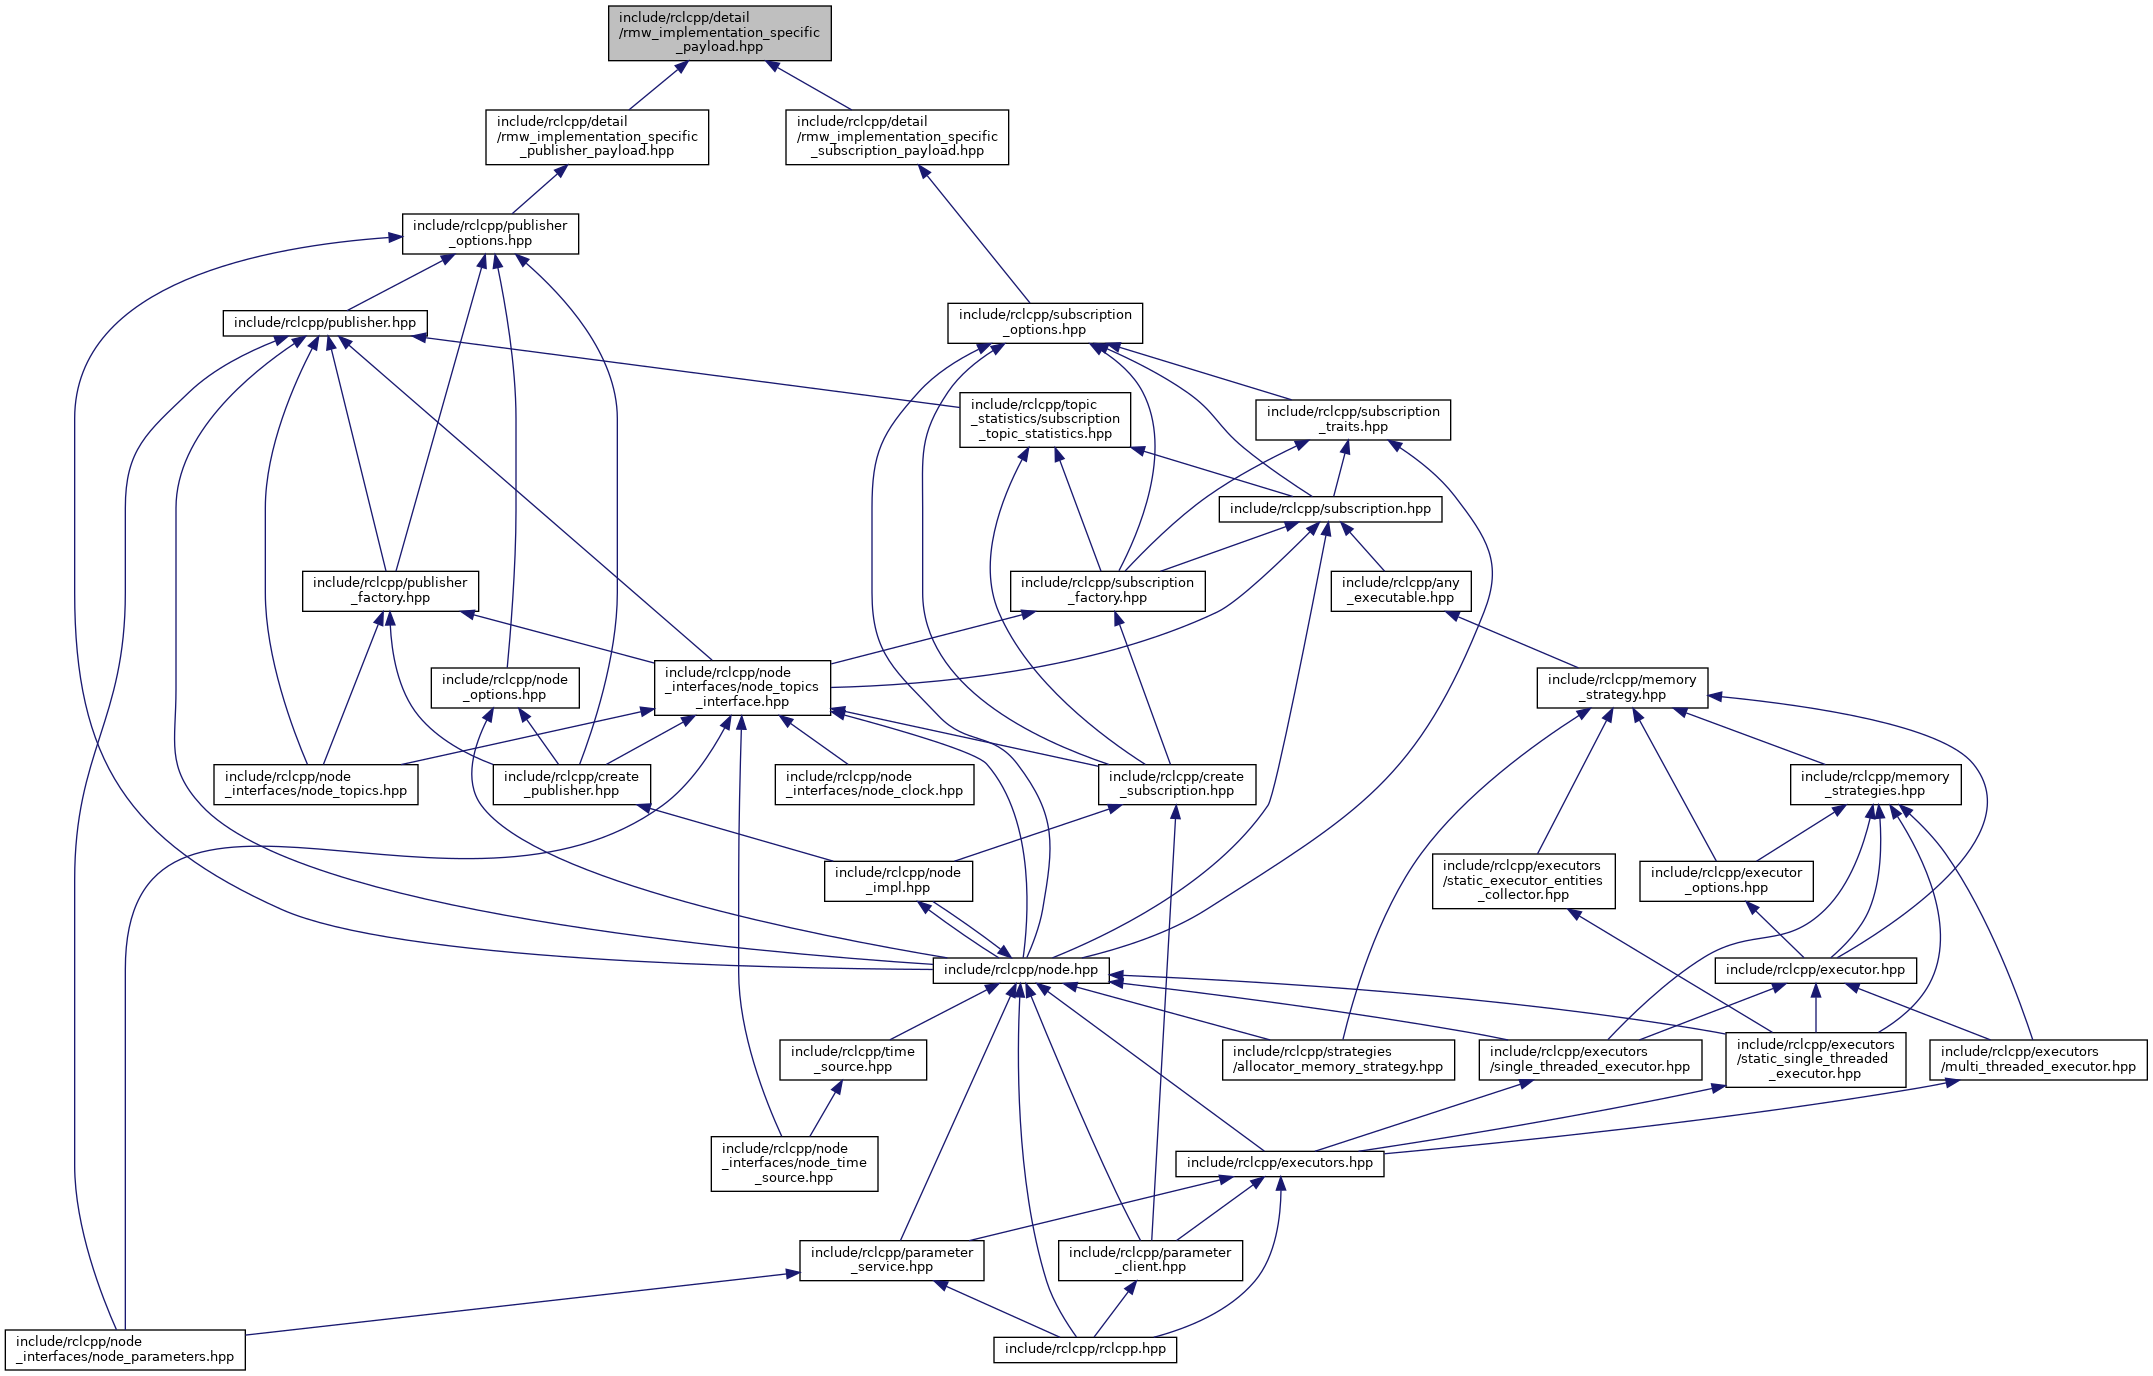 include/rclcpp/detail
/rmw_implementation_specific
_payload.hpp
include/rclcpp/detail
/rmw_implementation_specific
_publisher_payload.hpp
include/rclcpp/detail
/rmw_implementation_specific
_subscription_payload.hpp
include/rclcpp/publisher
_options.hpp
include/rclcpp/publisher.hpp
include/rclcpp/subscription
_options.hpp
include/rclcpp/topic
_statistics/subscription
_topic_statistics.hpp
include/rclcpp/subscription
_traits.hpp
include/rclcpp/subscription.hpp
include/rclcpp/publisher
_factory.hpp
include/rclcpp/subscription
_factory.hpp
include/rclcpp/any
_executable.hpp
include/rclcpp/node
_options.hpp
include/rclcpp/node
_interfaces/node_topics
_interface.hpp
include/rclcpp/memory
_strategy.hpp
include/rclcpp/node
_interfaces/node_topics.hpp
include/rclcpp/create
_publisher.hpp
include/rclcpp/node
_interfaces/node_clock.hpp
include/rclcpp/create
_subscription.hpp
include/rclcpp/memory
_strategies.hpp
include/rclcpp/node
_impl.hpp
include/rclcpp/executors
/static_executor_entities
_collector.hpp
include/rclcpp/executor
_options.hpp
include/rclcpp/node.hpp
include/rclcpp/executor.hpp
include/rclcpp/time
_source.hpp
include/rclcpp/strategies
/allocator_memory_strategy.hpp
include/rclcpp/executors
/single_threaded_executor.hpp
include/rclcpp/executors
/static_single_threaded
_executor.hpp
include/rclcpp/executors
/multi_threaded_executor.hpp
include/rclcpp/node
_interfaces/node_time
_source.hpp
include/rclcpp/executors.hpp
include/rclcpp/parameter
_service.hpp
include/rclcpp/parameter
_client.hpp
include/rclcpp/node
_interfaces/node_parameters.hpp
include/rclcpp/rclcpp.hpp